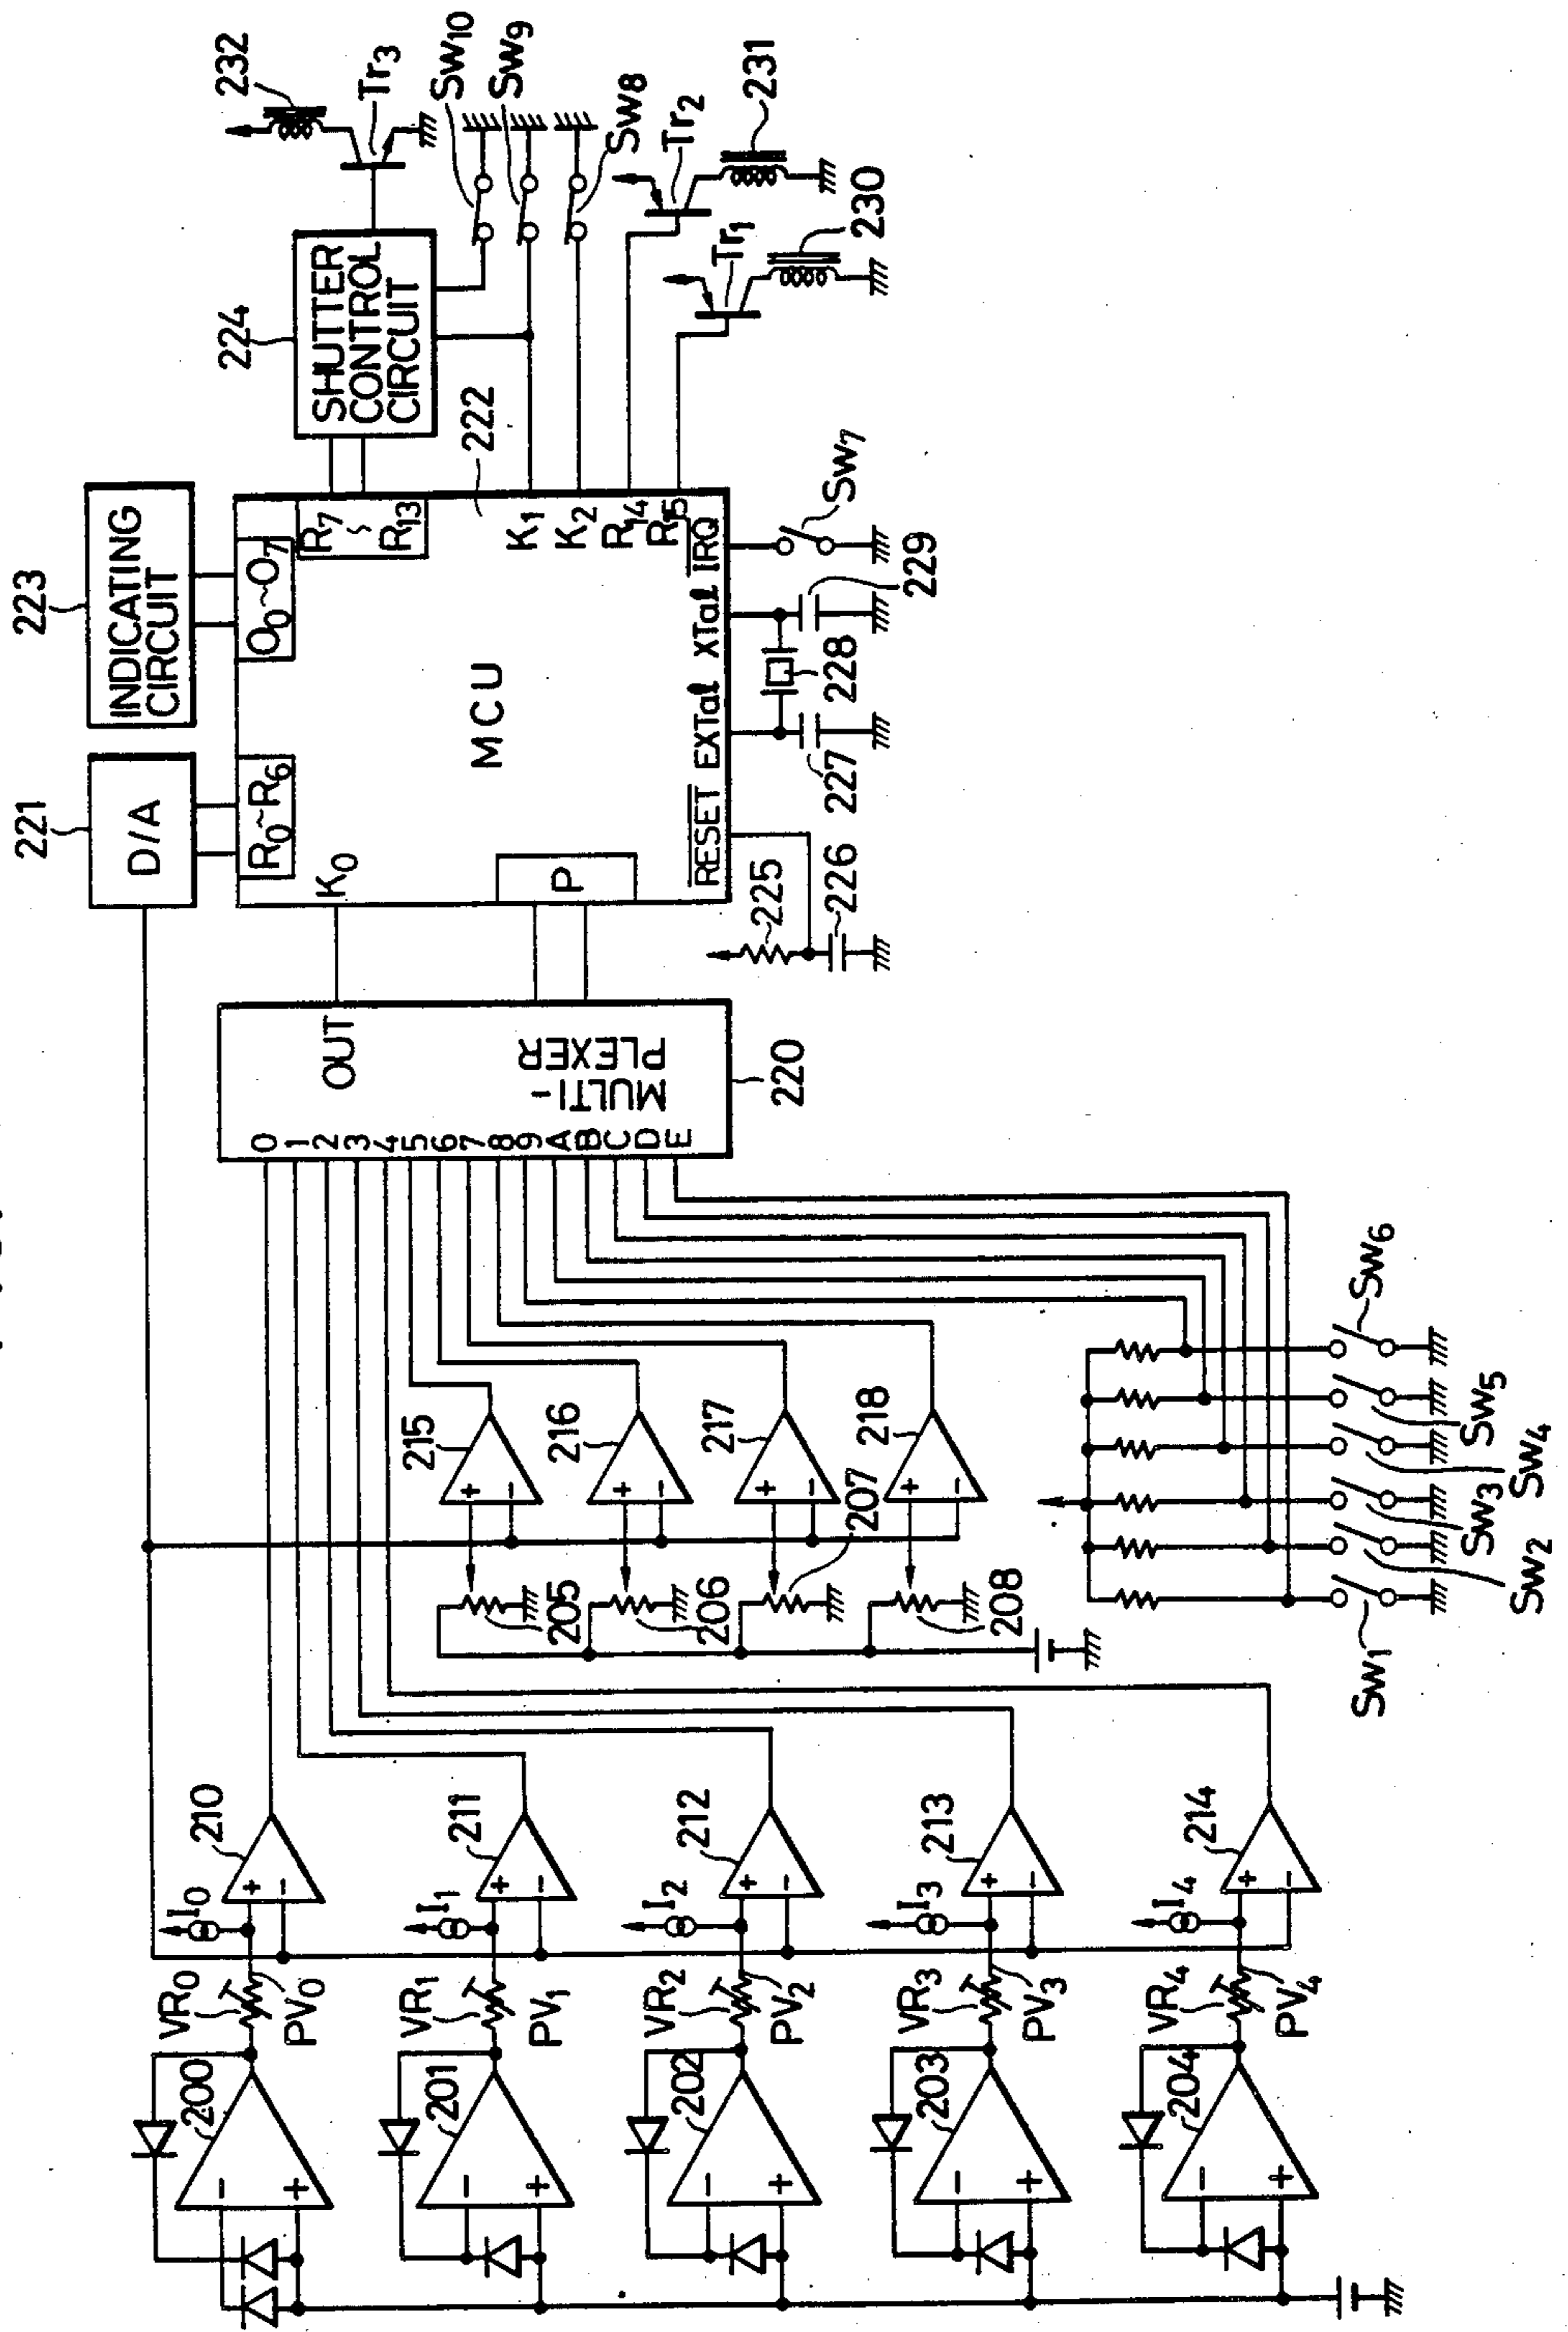 232
Tr3
Sw10
Sw9
Sw8
Tr2
231
Tr1
230
224
SHUTTER
CONTROL
CIRCUIT
222
223
INDICATING
CIRCUIT
221
D/A
O0~O7
R7
~
R13
R0~R6
K0
K1
K2
R14
R15
MCU
P
RESET
EXTal
XTal
IRQ
Sw7
229
228
227
226
225
OUT
MULTI-
PLEXER
220
0
1
2
3
4
5
6
7
8
9
A
B
C
D
E
215
+
-
216
+
-
217
+
-
218
+
-
205
206
207
208
Sw6
Sw5
Sw4
Sw3
Sw2
Sw1
210
I0
+
-
211
I1
+
-
212
I2
+
-
213
I3
+
-
214
I4
+
-
VR0
PV0
VR1
PV1
VR2
PV2
VR3
PV3
VR4
PV4
200
-
+
201
-
+
202
-
+
203
-
+
204
-
+